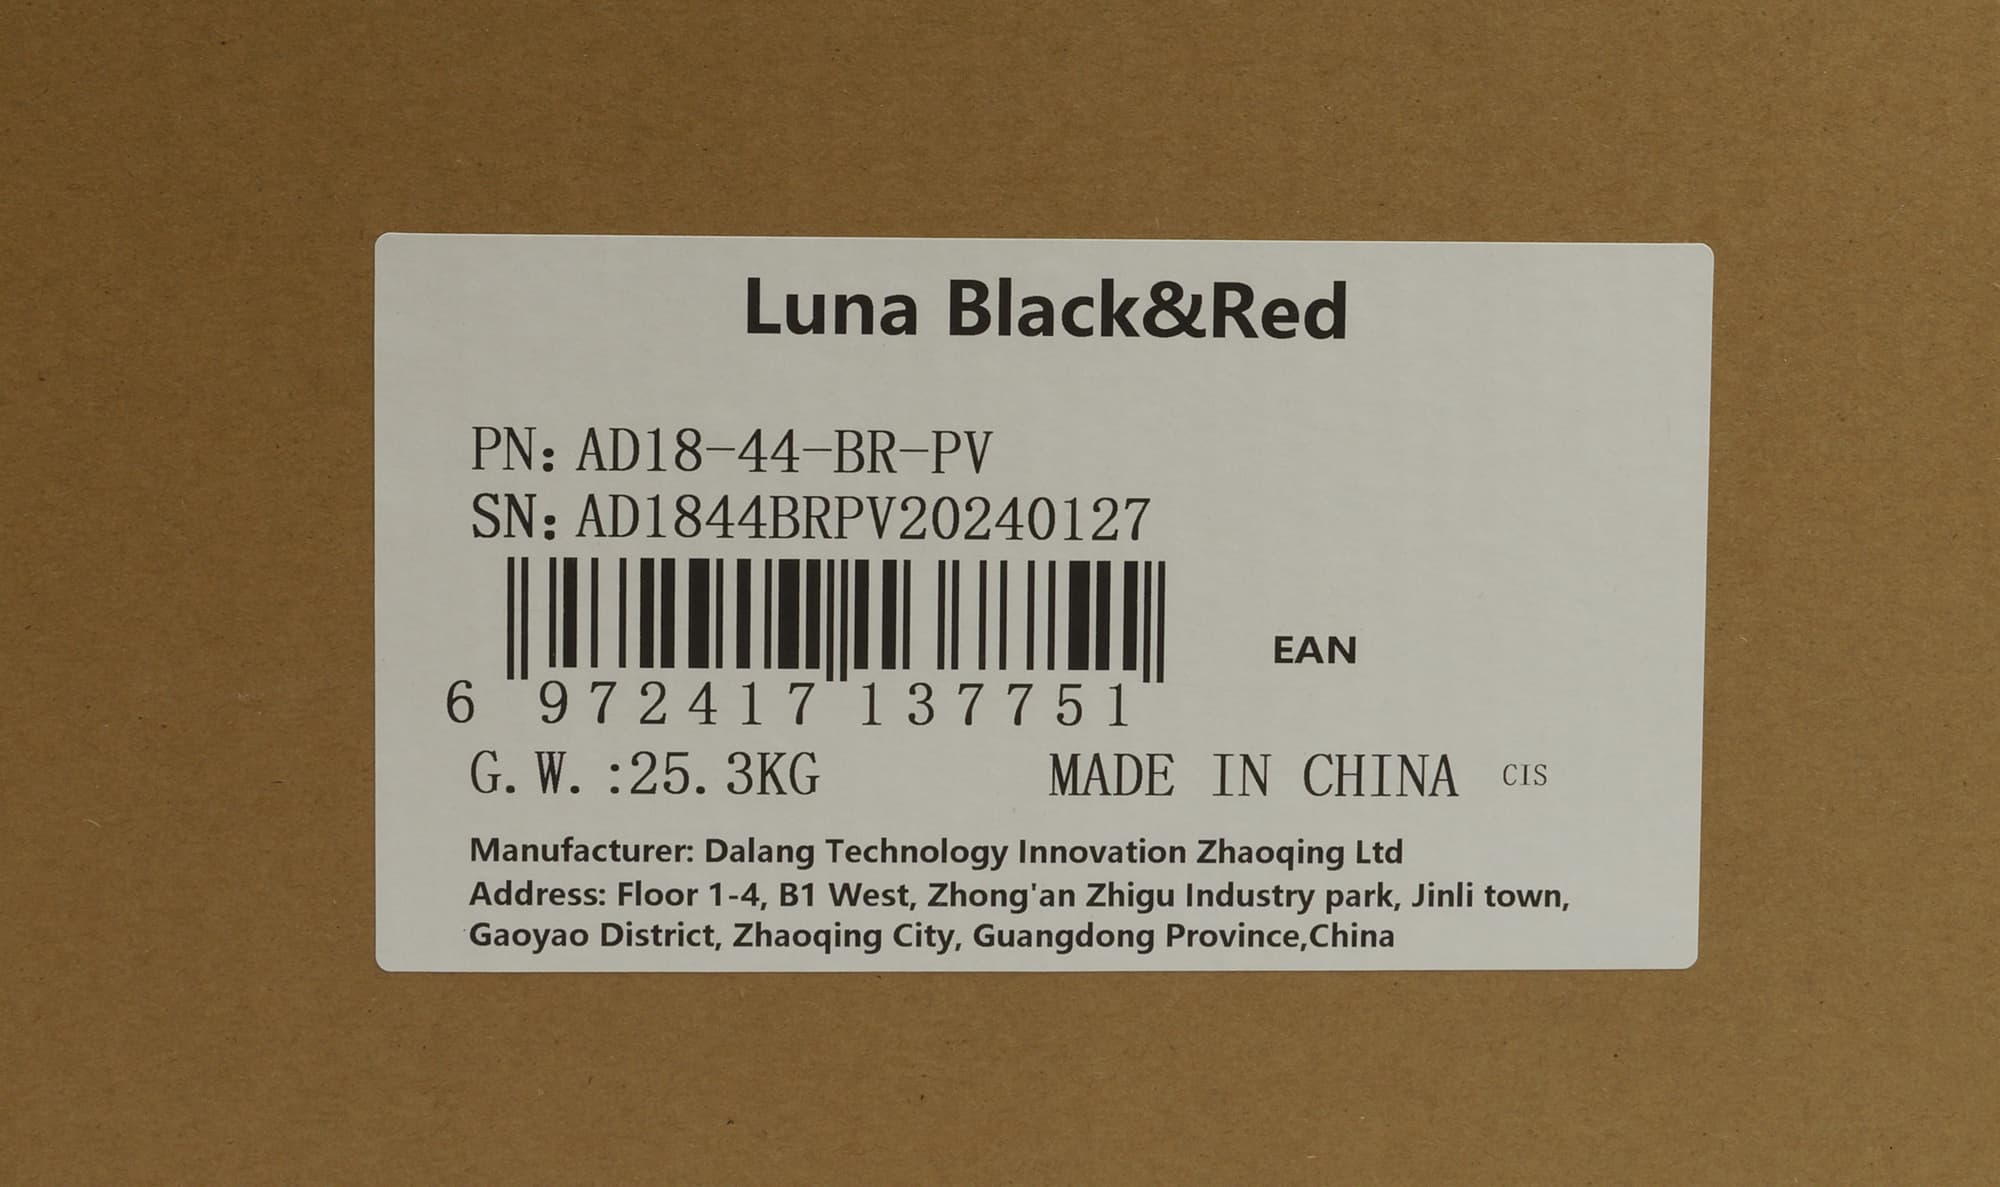 Luna Black&Red
PN: AD18-44-BR-PV
SN: AD1844BRPV20240127
EAN
6 972417 137751
G.W.:25.3KG MADE IN CHINA CIS
Manufacturer: Dalang Technology Innovation Zhaoqing Ltd
Address: Floor 1-4, B1 West, Zhong'an Zhigu Industry park, Jinli town,
Gaoyao District, Zhaoqing City, Guangdong Province,China